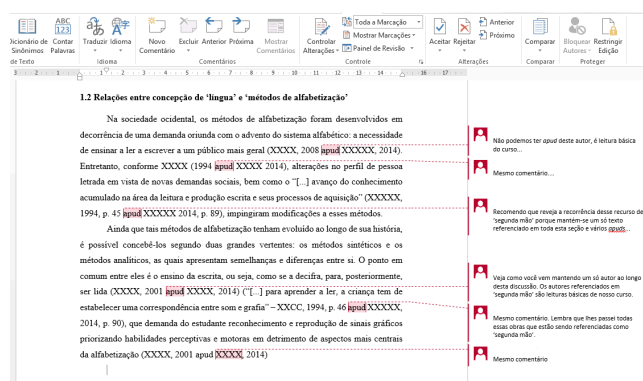 Dicionário de Sinônimos
Contar Palavras
Traduzir
Idioma
Novo Comentário
Excluir
Anterior
Próxima
Mostrar Comentários
Controlar Alterações
Toda a Marcação
Mostrar Marcações
Painel de Revisão
Aceitar
Rejeitar
Anterior
Próximo
Comparar
Bloquear Autores
Restringir Edição
de Texto
Idioma
Comentários
Controle
Alterações
Comparar
Proteger
1.2 Relações entre concepção de ‘língua’ e ‘métodos de alfabetização’
Na sociedade ocidental, os métodos de alfabetização foram desenvolvidos em
decorrência de uma demanda oriunda com o advento do sistema alfabético: a necessidade
de ensinar a ler e escrever a um público mais geral (XXXX, 2008 apud XXXXX, 2014).
Entretanto, conforme XXXX (1994 apud XXXX 2014), alterações no perfil de pessoa
letrada em vista de novas demandas sociais, bem como o “[...] avanço do conhecimento
acumulado na área da leitura e produção escrita e seus processos de aquisição” (XXXXX,
1994, p. 45 apud XXXXX 2014, p. 89), impingiram modificações a esses métodos.
Ainda que tais métodos de alfabetização tenham evoluído ao longo de sua história,
é possível concebê-los segundo duas grandes vertentes: os métodos sintéticos e os
métodos analíticos, as quais apresentam semelhanças e diferenças entre si. O ponto em
comum entre eles é o ensino da escrita, ou seja, como se a decifra, para, posteriormente,
ser lida (XXXX, 2001 apud XXXX, 2014) (“[...] para aprender a ler, a criança tem de
estabelecer uma correspondência entre som e grafia” – XXCC, 1994, p. 46 apud XXXXX,
2014, p. 90), que demanda do estudante reconhecimento e reprodução de sinais gráficos
priorizando habilidades perceptivas e motoras em detrimento de aspectos mais centrais
da alfabetização (XXXX, 2001 apud XXXX, 2014)
Não podemos ter apud deste autor, é leitura básica
do curso...
Mesmo comentário....
Recomendo que reveja a recorrência desse recurso de
‘segunda mão’ porque mantém-se um só texto
referenciado em toda esta seção e vários apuds...
Veja como você vem mantendo um só autor ao longo
desta discussão. Os autores referenciados em
‘segunda mão’ são leituras básicas de nosso curso.
Mesmo comentário. Lembra que lhes passei todas
essas obras que estão sendo referenciadas como
‘segunda mão’.
Mesmo comentário